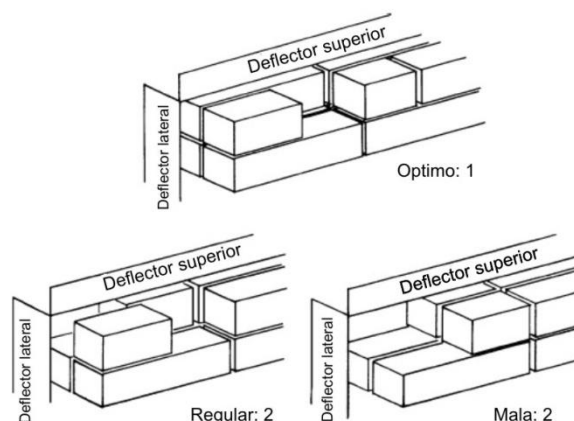 Deflector superior
Deflector lateral
Optimo: 1
Deflector superior
Deflector lateral
Regular: 2
Deflector superior
Deflector lateral
Mala: 2